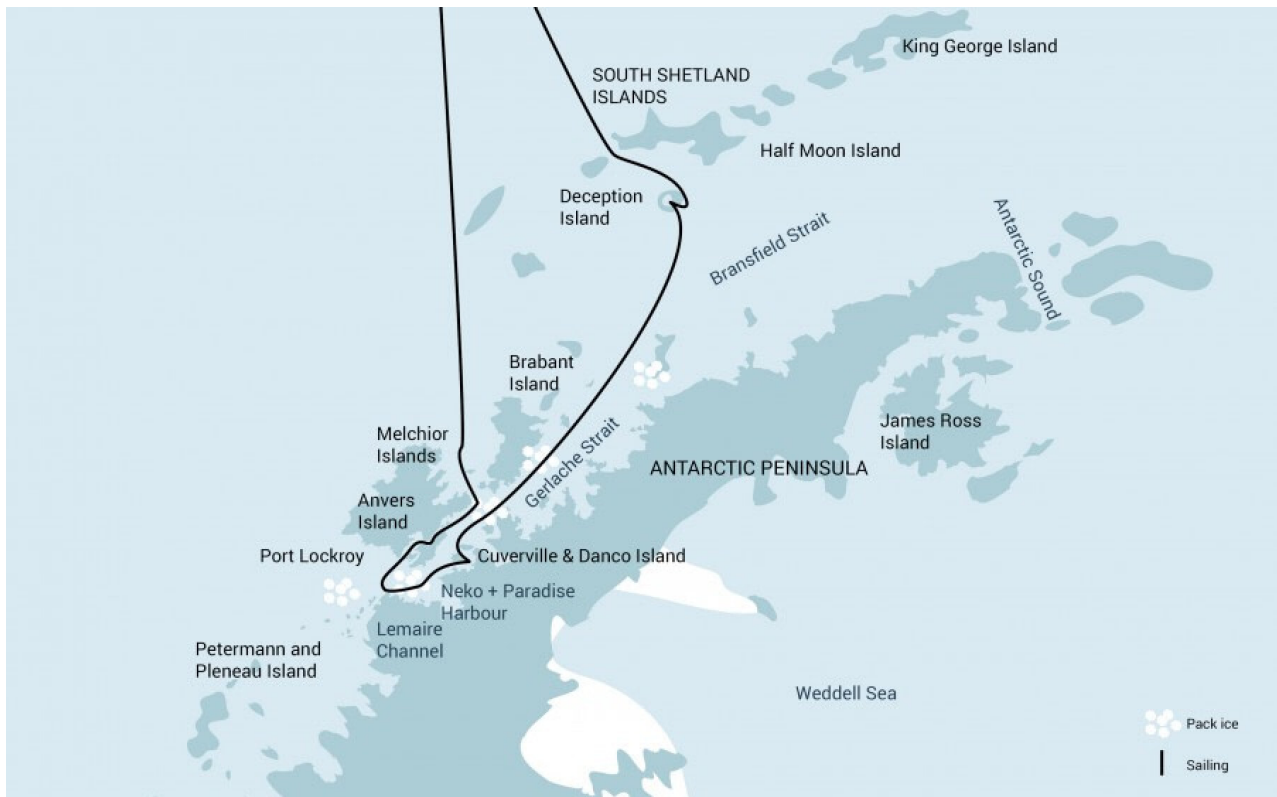 King George Island
SOUTH SHETLAND
ISLANDS
Half Moon Island
Deception
Island
Antarctic Sound
Bransfield Strait
Brabant
Island
James Ross
Island
Melchior
Islands
Gerlache Strait
ANTARCTIC PENINSULA
Anvers
Island
Port Lockroy
Cuverville & Danco Island
Neko + Paradise
Harbour
Lemaire
Channel
Petermann and
Pleneau Island
Weddell Sea
Pack ice
Sailing